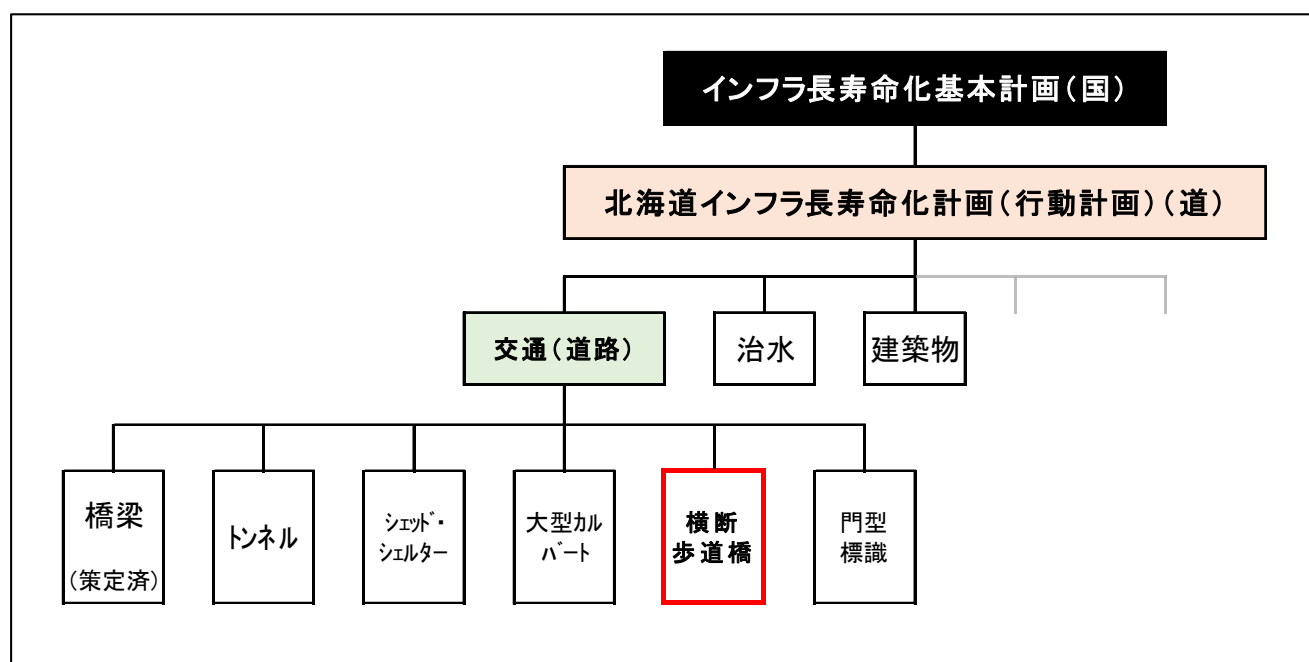 インフラ長寿命化基本計画(国)
北海道インフラ長寿命化計画(行動計画)(道)
交通(道路)
治水
建築物
橋梁
(策定済)
トンネル
シェッド・
シェルター
大型カル
バート
横断
歩道橋
門型
標識